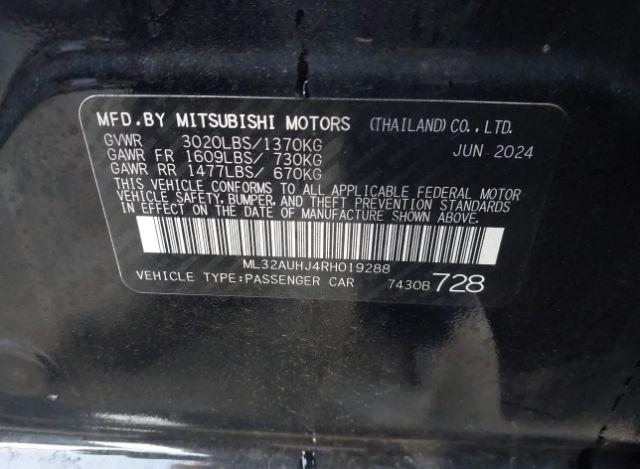 MFD.BY MITSUBISHI MOTORS (THAILAND) CO., LTD.
GVWR 3020LBS/1370KG JUN 2024
GAWR FR 1609LBS/ 730KG
GAWR RR 1477LBS/ 670KG
THIS VEHICLE CONFORMS TO ALL APPLICABLE FEDERAL MOTOR
VEHICLE SAFETY, BUMPER, AND THEFT PREVENTION STANDARDS
IN EFFECT ON THE DATE OF MANUFACTURE SHOWN ABOVE.
ML32AUHJ4RH019288
VEHICLE TYPE:PASSENGER CAR 7430B 728